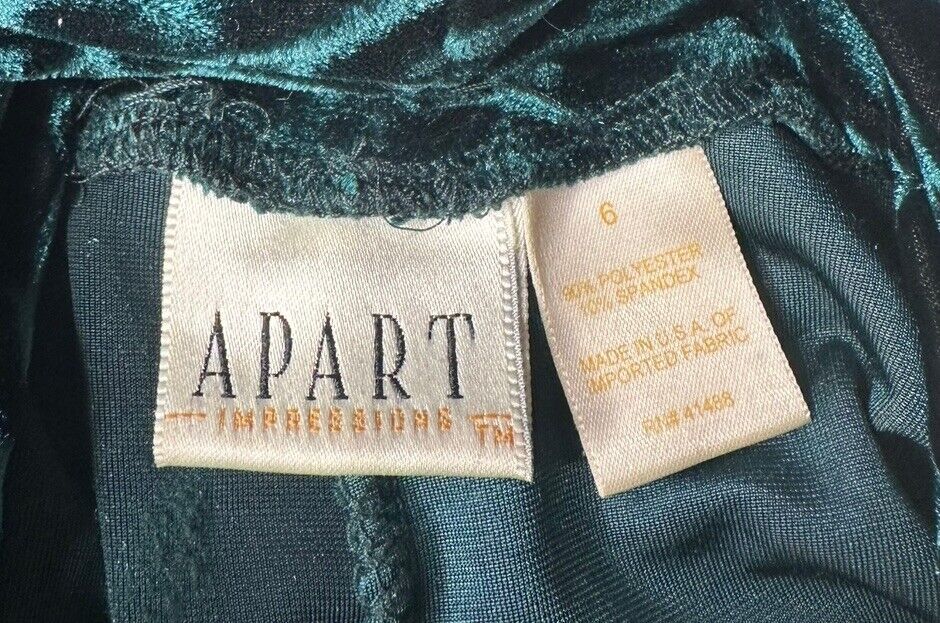 APART
IMPRESSIONS TM
6
90% POLYESTER
10% SPANDEX
MADE IN U.S.A. OF
IMPORTED FABRIC
RN# 41488